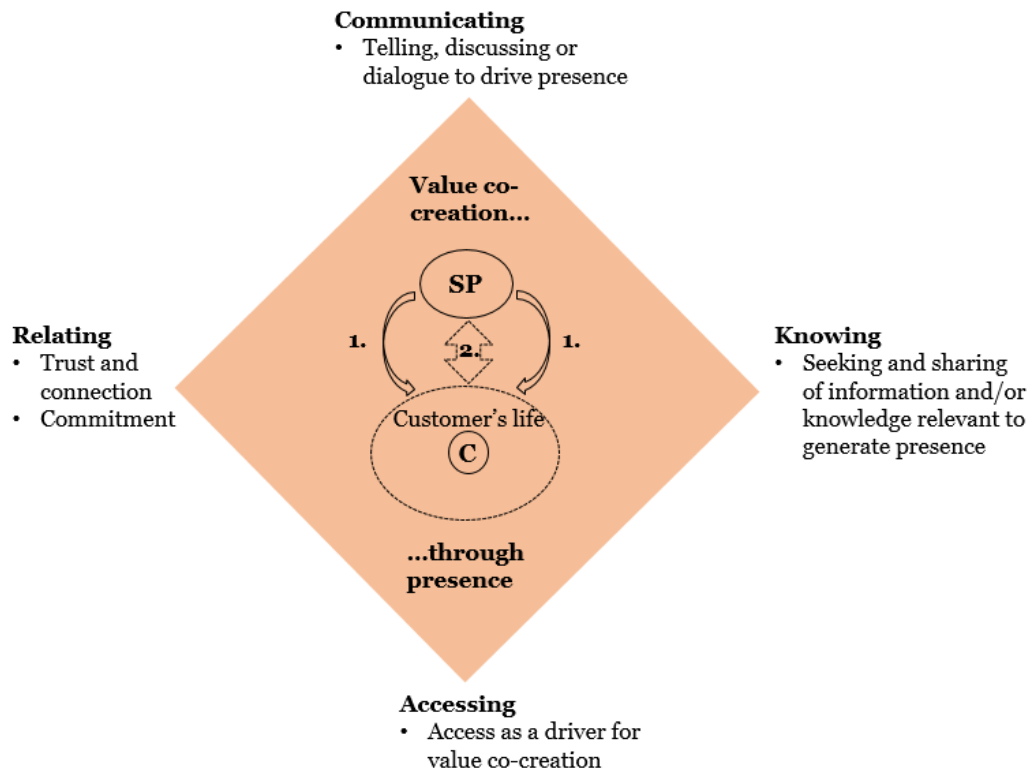 Communicating
• Telling, discussing or
dialogue to drive presence
Value co-
creation...
SP
1.
2.
1.
Relating
• Trust and
connection
• Commitment
Knowing
• Seeking and sharing
of information and/or
knowledge relevant to
generate presence
Customer's life
C
...through
presence
Accessing
• Access as a driver for
value co-creation